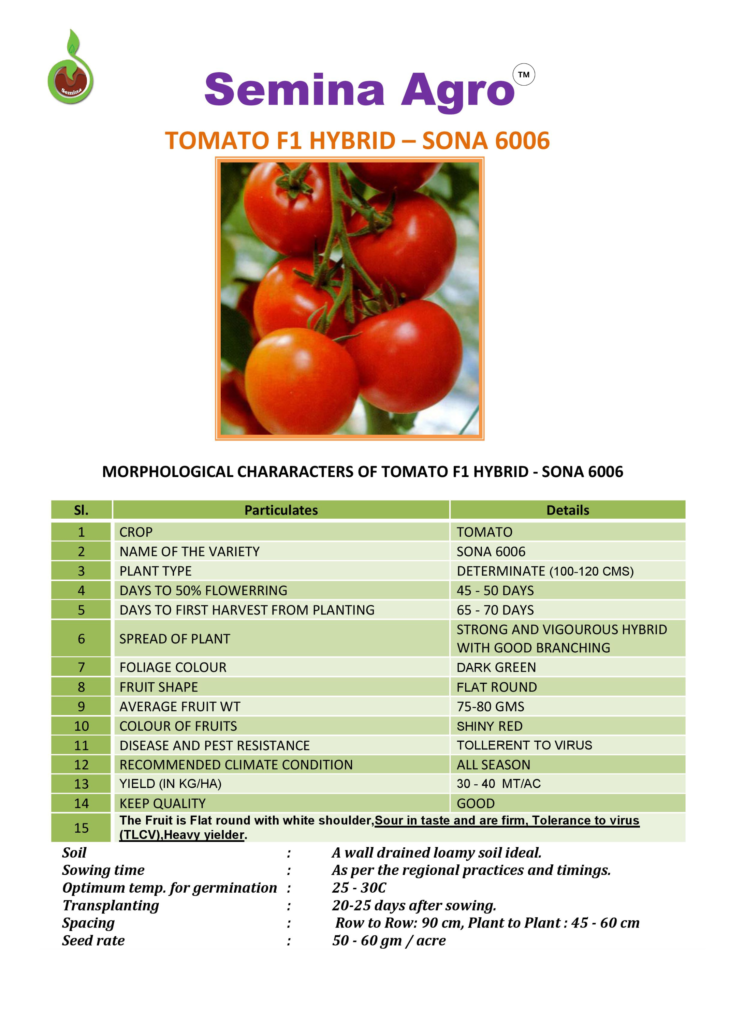 Semina
Semina Agro TM
TOMATO F1 HYBRID – SONA 6006
MORPHOLOGICAL CHARARACTERS OF TOMATO F1 HYBRID - SONA 6006
Sl. Particulates Details
1 CROP TOMATO
2 NAME OF THE VARIETY SONA 6006
3 PLANT TYPE DETERMINATE (100-120 CMS)
4 DAYS TO 50% FLOWERRING 45 - 50 DAYS
5 DAYS TO FIRST HARVEST FROM PLANTING 65 - 70 DAYS
6 SPREAD OF PLANT STRONG AND VIGOUROUS HYBRID
WITH GOOD BRANCHING
7 FOLIAGE COLOUR DARK GREEN
8 FRUIT SHAPE FLAT ROUND
9 AVERAGE FRUIT WT 75-80 GMS
10 COLOUR OF FRUITS SHINY RED
11 DISEASE AND PEST RESISTANCE TOLLERENT TO VIRUS
12 RECOMMENDED CLIMATE CONDITION ALL SEASON
13 YIELD (IN KG/HA) 30 - 40 MT/AC
14 KEEP QUALITY GOOD
15 The Fruit is Flat round with white shoulder,Sour in taste and are firm, Tolerance to virus
(TLCV),Heavy yielder.
Soil : A wall drained loamy soil ideal.
Sowing time : As per the regional practices and timings.
Optimum temp. for germination : 25 - 30C
Transplanting : 20-25 days after sowing.
Spacing : Row to Row: 90 cm, Plant to Plant : 45 - 60 cm
Seed rate : 50 - 60 gm / acre